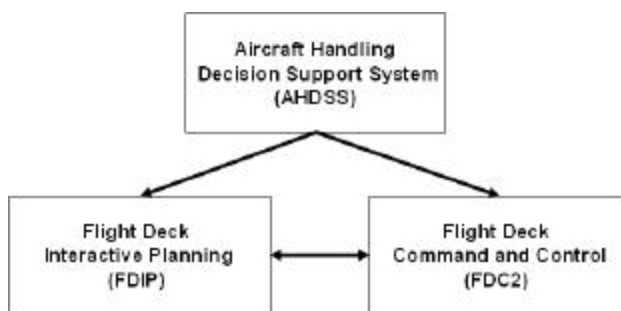 Aircraft Handling
Decision Support System
(AHDSS)
Flight Deck
Interactive Planning
(FDIP)
Flight Deck
Command and Control
(FDC2)